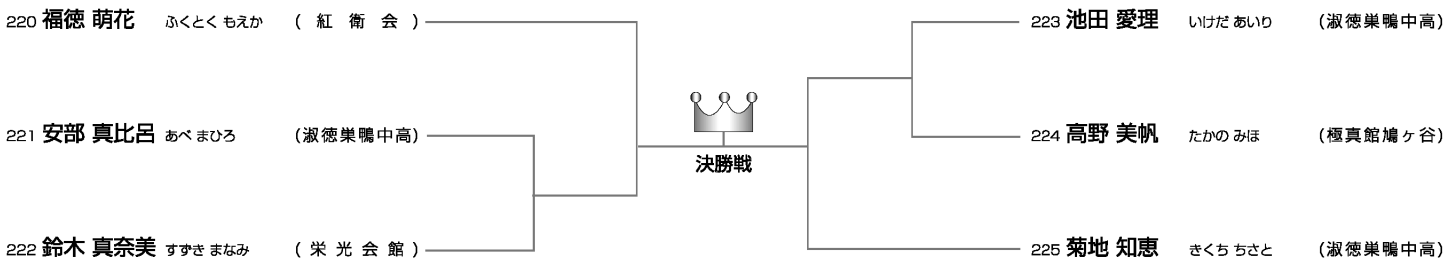 220 福徳 萌花 ふくとく もえか (紅衛会)
221 安部 真比呂 あべ まひろ (淑徳巣鴨中高)
222 鈴木 真奈美 すずき まなみ (栄光会館)
決勝戦
223 池田 愛理 いけだ あいり (淑徳巣鴨中高)
224 高野 美帆 たかの みほ (極真館鳩ヶ谷)
225 菊地 知恵 きくち ちさと (淑徳巣鴨中高)